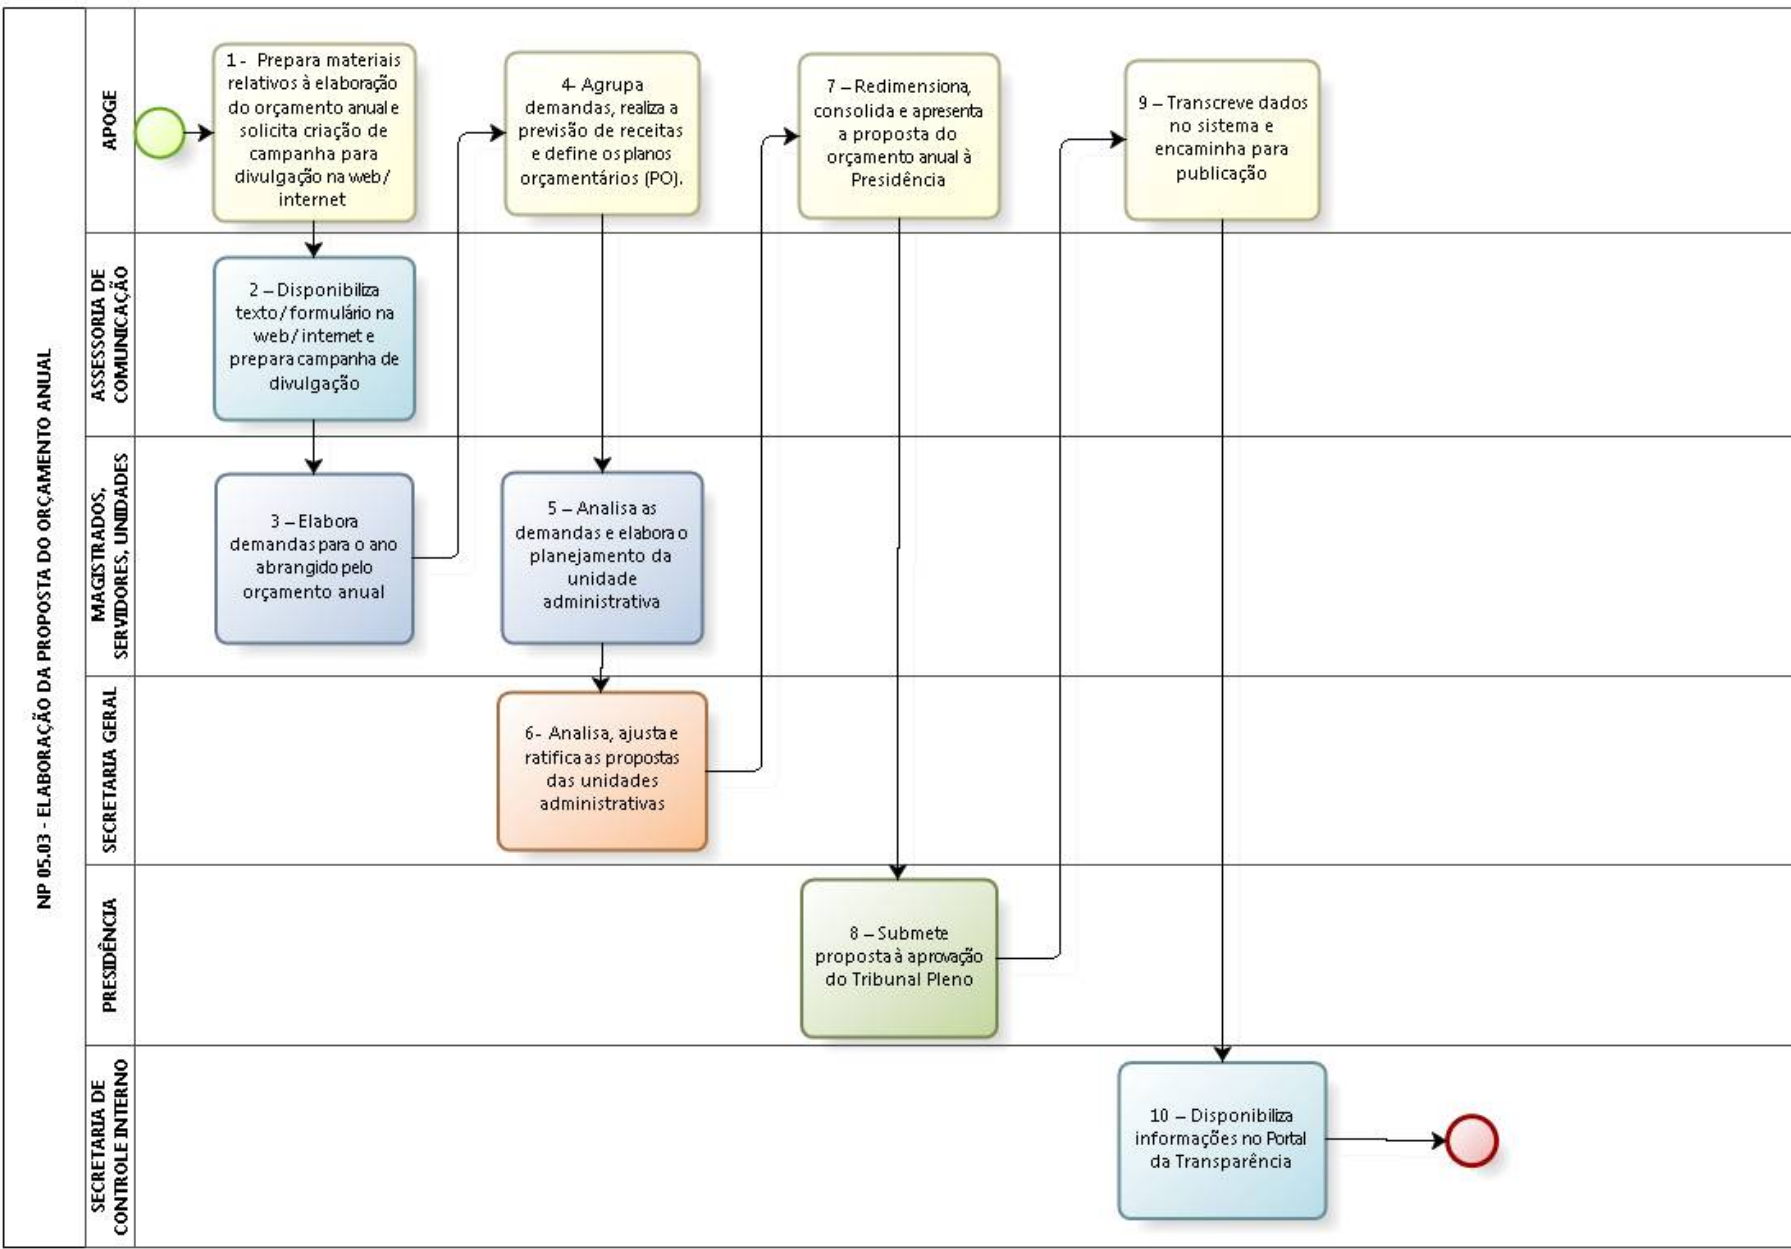 NP 05.03 - ELABORAÇÃO DA PROPOSTA DO ORÇAMENTO ANUAL
APOGE
1 - Prepara materiais
relativos à elaboração
do orçamento anual e
solicita criação de
campanha para
divulgação na web/
internet
4- Agrupa
demandas, realiza a
previsão de receitas
e define os planos
orçamentários (PO).
7 – Redimensiona,
consolida e apresenta
a proposta do
orçamento anual à
Presidência
9 – Transcreve dados
no sistema e
encaminha para
publicação
ASSESSORIA DE
COMUNICAÇÃO
2 – Disponibiliza
texto/ formulário na
web/ internet e
prepara campanha de
divulgação
MAGISTRADOS,
SERVIDORES, UNIDADES
3 – Elabora
demandas para o ano
abrangido pelo
orçamento anual
5 – Analisa as
demandas e elabora o
planejamento da
unidade
administrativa
SECRETARIA GERAL
6- Analisa, ajusta e
ratifica as propostas
das unidades
administrativas
PRESIDÊNCIA
8 – Submete
proposta à aprovação
do Tribunal Pleno
SECRETARIA DE
CONTROLE INTERNO
10 – Disponibiliza
informações no Portal
da Transparência